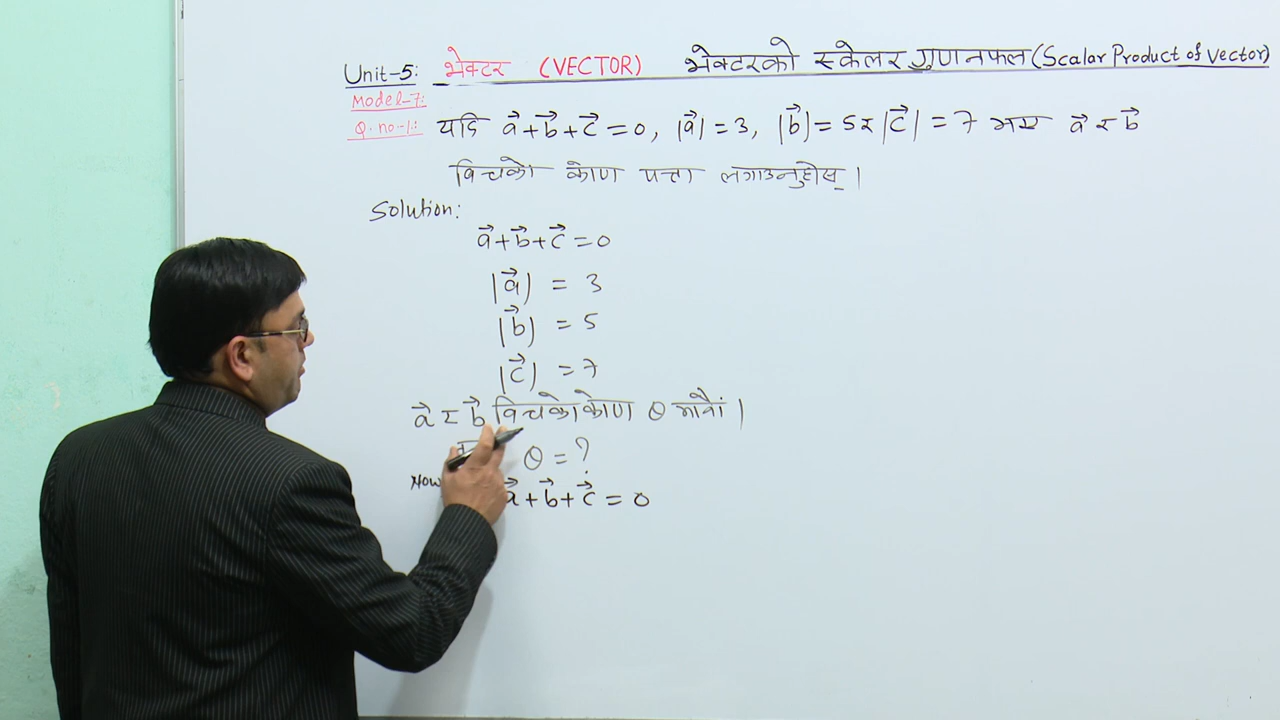 Unit-5: भेक्टर (VECTOR) भेक्टरको स्केलर गुणनफल (Scalar Product of vector)
Model-7:
Q.no-1: यदि a⃗+b⃗+c⃗=0, |a⃗|=3, |b⃗|=5 र |c⃗|=7 भए a⃗ र b⃗
विचको कोण पत्ता लगाउनुहोस् ।
Solution:
a⃗+b⃗+c⃗=0
|a⃗| = 3
|b⃗| = 5
|c⃗| = 7
a⃗ र b⃗ विचको कोण θ मानौं ।
θ = ?
Now
a⃗+b⃗+c⃗ = 0